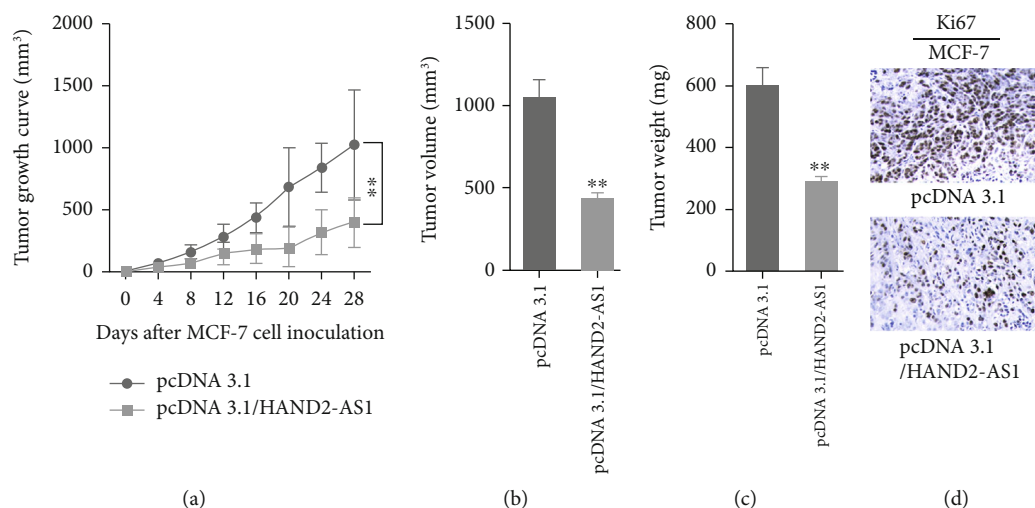 2000
1500
1000
500
0
Tumor growth curve (mm³)
**
0 4 8 12 16 20 24 28
Days after MCF-7 cell inoculation
pcDNA 3.1
pcDNA 3.1/HAND2-AS1
(a)
1500
1000
500
0
Tumor volume (mm³)
**
pcDNA 3.1
pcDNA 3.1/HAND2-AS1
(b)
800
600
400
200
0
Tumor weight (mg)
**
pcDNA 3.1
pcDNA 3.1/HAND2-AS1
(c)
Ki67
MCF-7
pcDNA 3.1
pcDNA 3.1
/HAND2-AS1
(d)